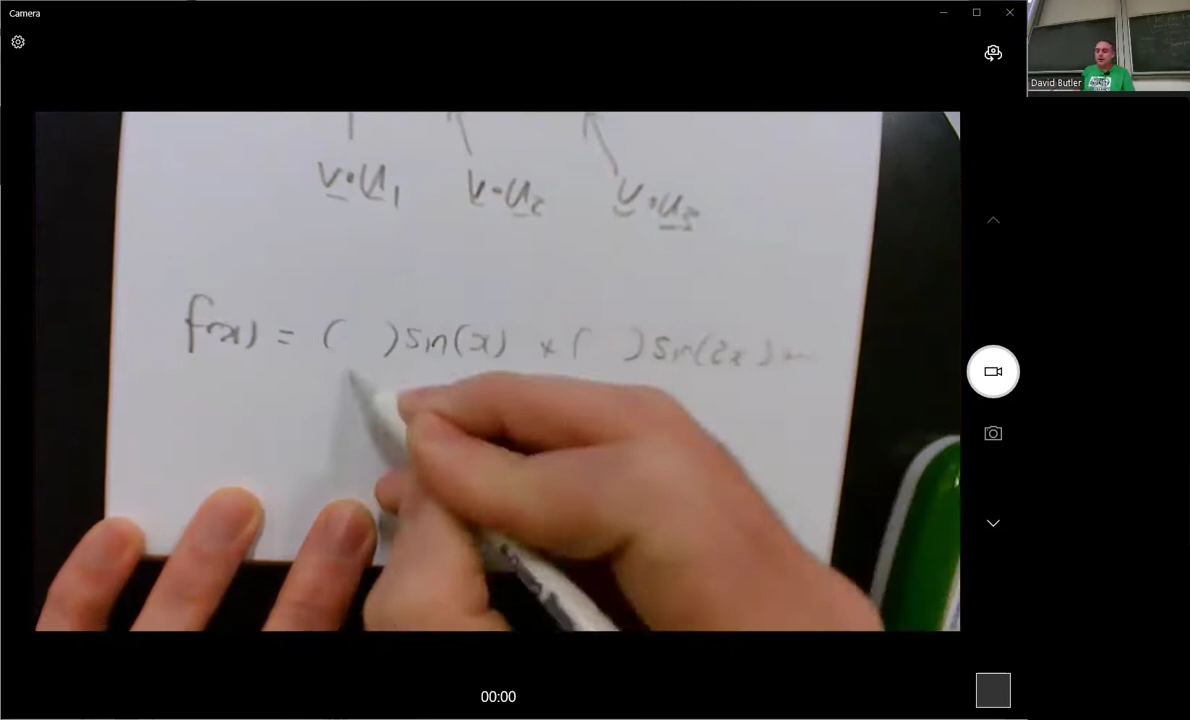 Camera
David Butler
v·u₁ v·u₂ v·u₃
f(x) = ( )sin(x) + ( )sin(2x) + ...
00:00